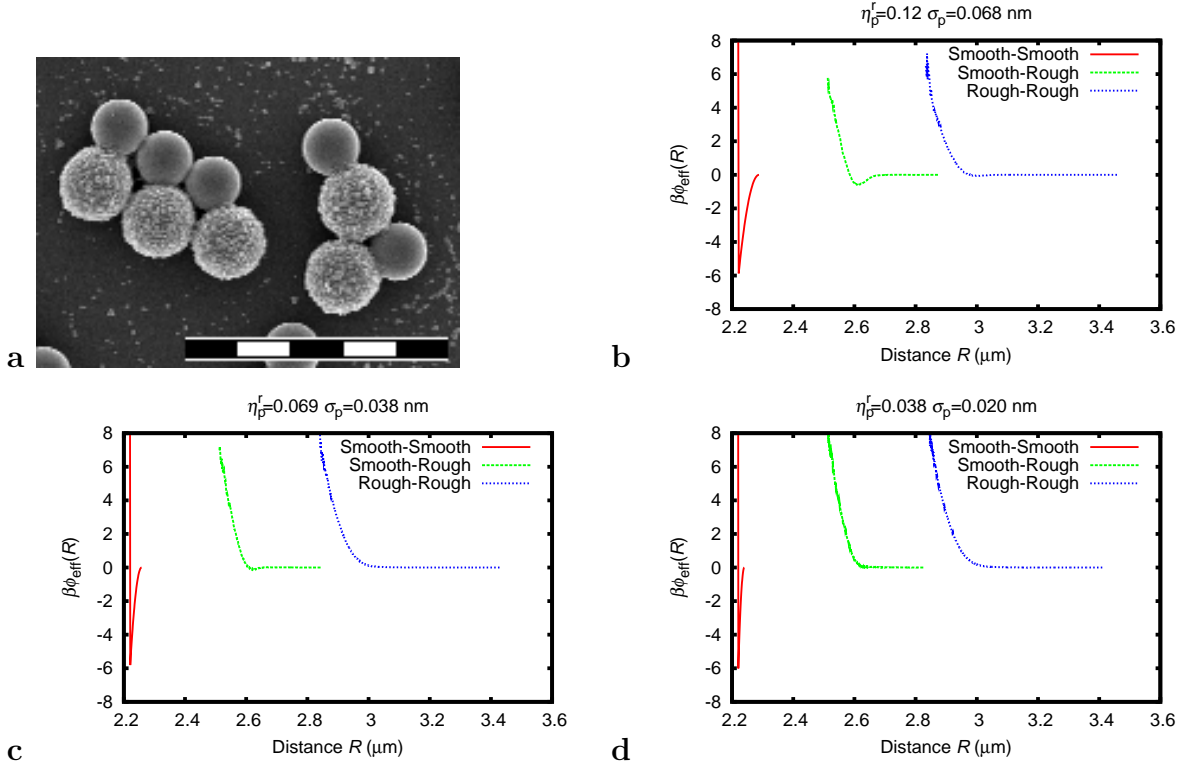 a
b
η_p^r=0.12 σ_p=0.068 nm
8
6
4
2
0
-2
-4
-6
-8
βϕ_eff(R)
Smooth-Smooth
Smooth-Rough
Rough-Rough
2.2 2.4 2.6 2.8 3 3.2 3.4 3.6
Distance R (μm)
c
η_p^r=0.069 σ_p=0.038 nm
8
6
4
2
0
-2
-4
-6
-8
βϕ_eff(R)
Smooth-Smooth
Smooth-Rough
Rough-Rough
2.2 2.4 2.6 2.8 3 3.2 3.4 3.6
Distance R (μm)
d
η_p^r=0.038 σ_p=0.020 nm
8
6
4
2
0
-2
-4
-6
-8
βϕ_eff(R)
Smooth-Smooth
Smooth-Rough
Rough-Rough
2.2 2.4 2.6 2.8 3 3.2 3.4 3.6
Distance R (μm)